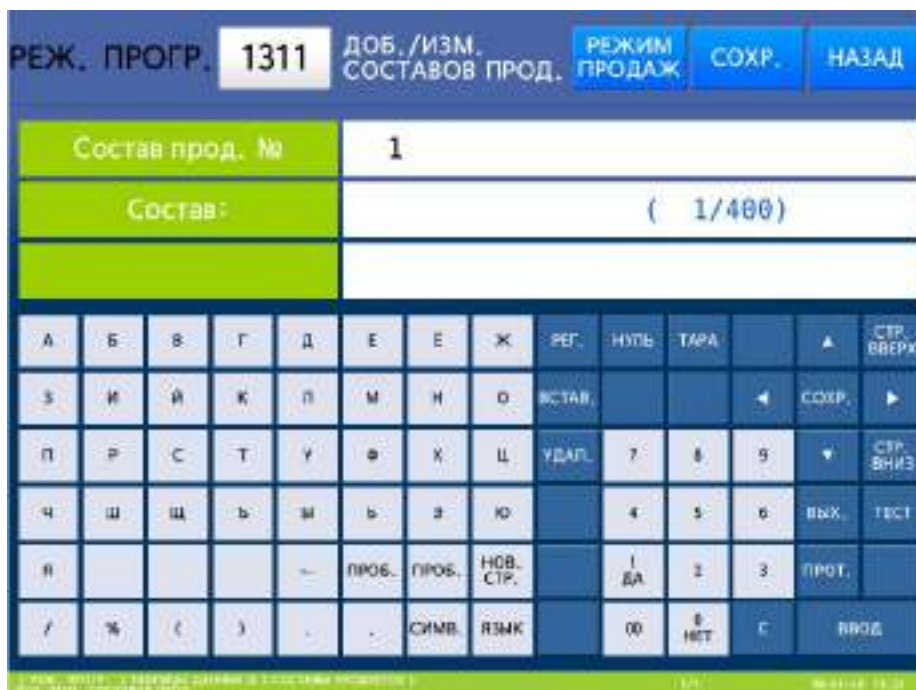 РЕЖ. ПРОГР. 1311 ДОБ./ИЗМ. СОСТАВОВ ПРОД. РЕЖИМ ПРОДАЖ СОХР. НАЗАД
Состав прод. № 1
Состав: ( 1/400)
А Б В Г Д Е Ё Ж РЕГ. НУЛЬ ТАРА ▲ СТР. ВВЕРХ
З И Й К Л М Н О ВСТАВ. ◀ СОХР. ▶
П Р С Т У Ф Х Ц УДАЛ. 7 8 9 ▼ СТР. ВНИЗ
Ч Ш Щ Ъ Ы Ь Э Ю 4 5 6 ВЫХ. ТЕСТ
Я ← ПРОБ. ПРОБ. НОВ. СТР. 1 ДА 2 3 ПРОТ.
/ % ( ) , . СИМВ. ЯЗЫК 00 0 НЕТ С ВВОД